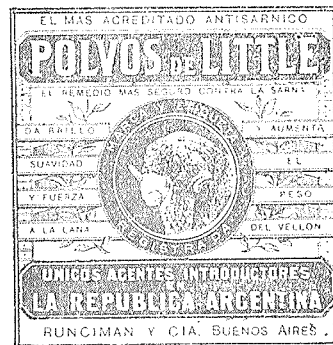 EL MAS ACREDITADO ANTISARNICO
POLVOS DE LITTLE
EL REMEDIO MAS SEGURO CONTRA LA SARNA
DA BRILLO
Y AUMENTA
SUAVIDAD
EL
Y FUERZA
PESO
A LA LANA
DEL VELLON
UNICOS AGENTES INTRODUCTORES
EN
LA REPUBLICA ARGENTINA
RUNCIMAN Y CIA. BUENOS AIRES.